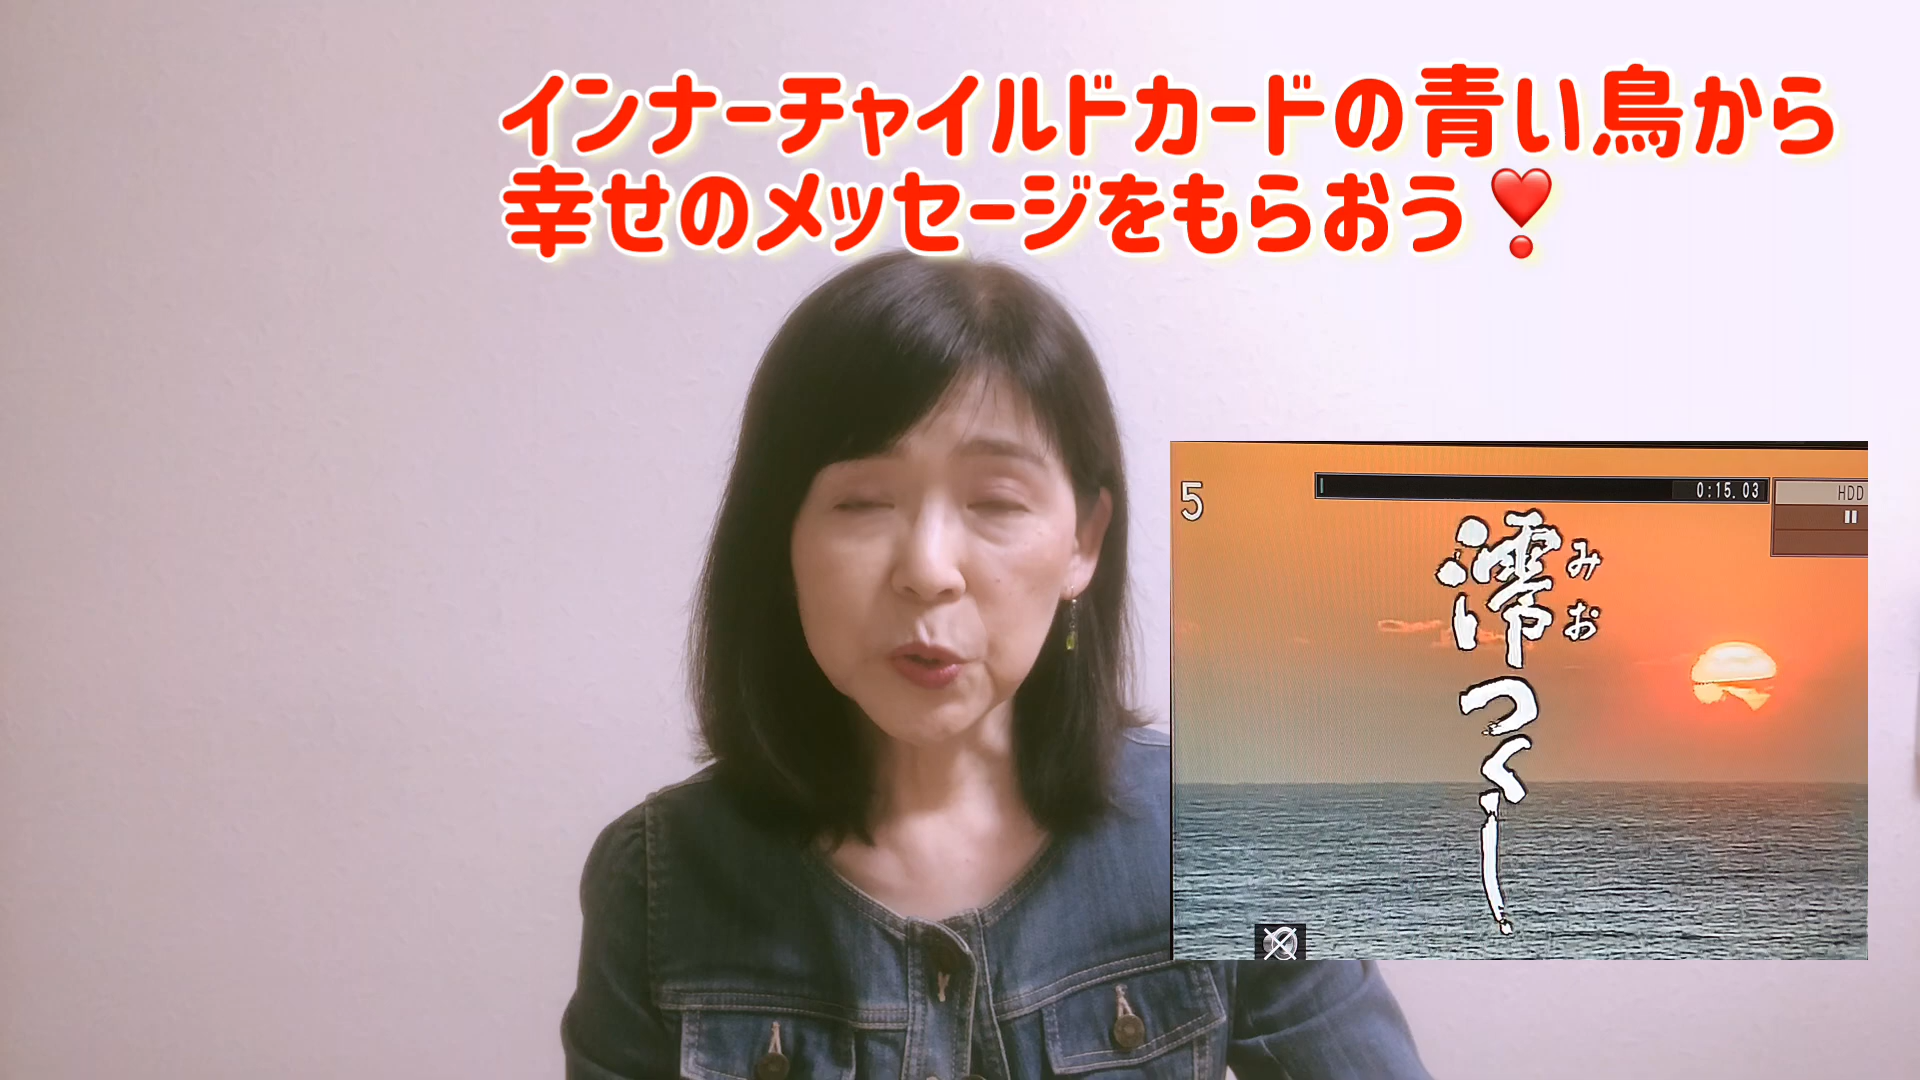 インナーチャイルドカードの青い鳥から
幸せのメッセージをもらおう❣
5
0:15.03
HDD
澪つくし
みお